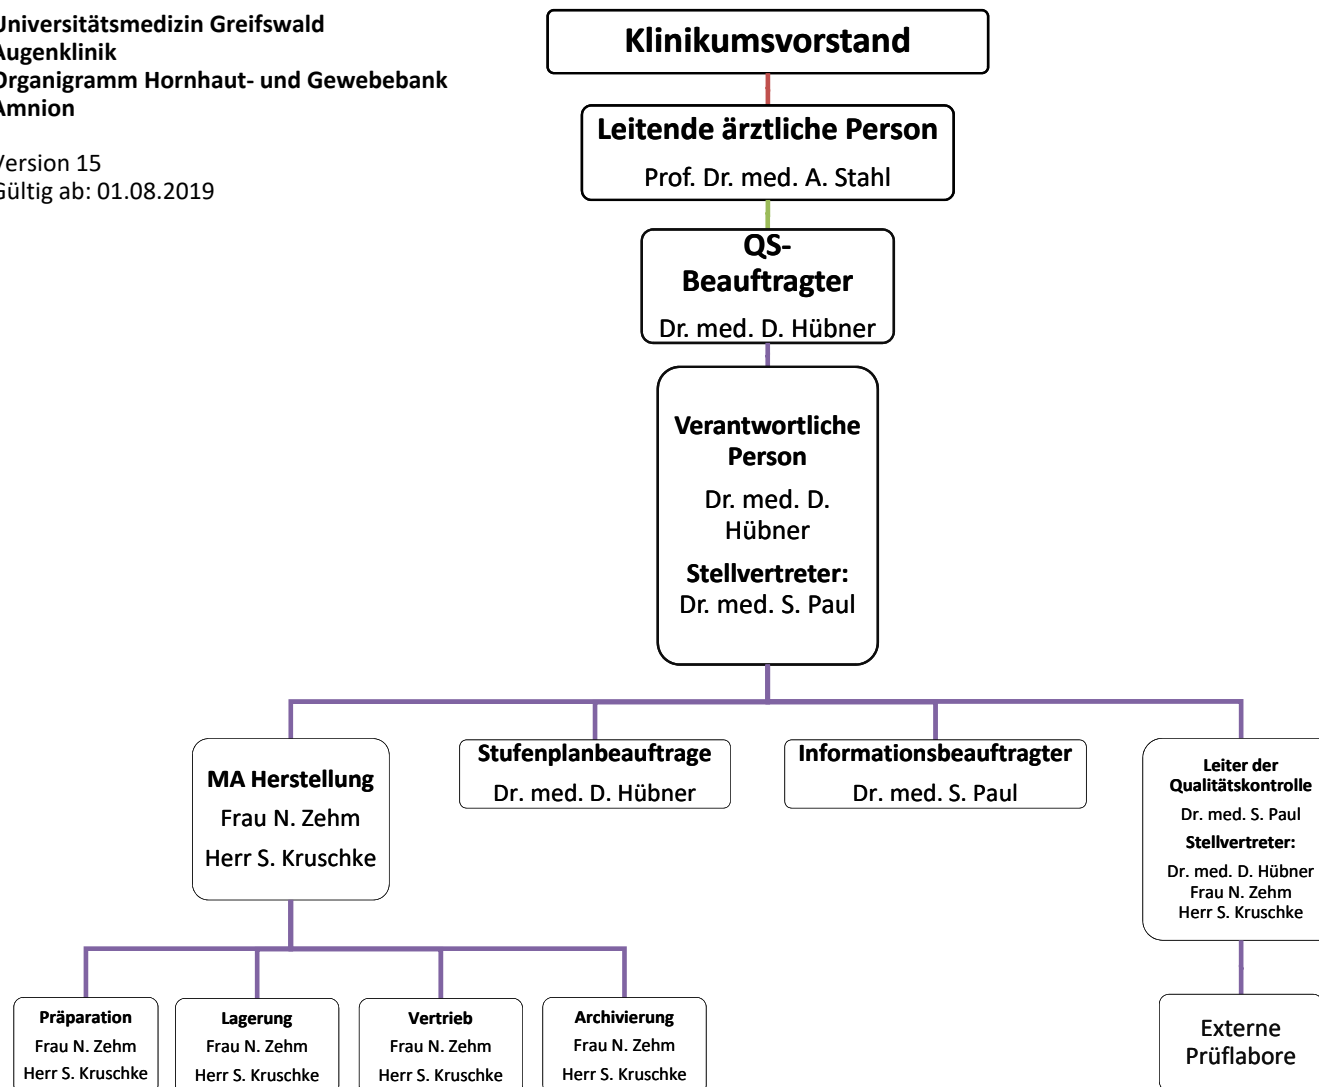 Universitätsmedizin Greifswald
Augenklinik
Organigramm Hornhaut- und Gewebebank
Amnion
Version 15
Gültig ab: 01.08.2019
Klinikumsvorstand
Leitende ärztliche Person
Prof. Dr. med. A. Stahl
QS-
Beauftragter
Dr. med. D. Hübner
Verantwortliche
Person
Dr. med. D.
Hübner
Stellvertreter:
Dr. med. S. Paul
MA Herstellung
Frau N. Zehm
Herr S. Kruschke
Stufenplanbeauftrage
Dr. med. D. Hübner
Informationsbeauftragter
Dr. med. S. Paul
Leiter der
Qualitätskontrolle
Dr. med. S. Paul
Stellvertreter:
Dr. med. D. Hübner
Frau N. Zehm
Herr S. Kruschke
Präparation
Frau N. Zehm
Herr S. Kruschke
Lagerung
Frau N. Zehm
Herr S. Kruschke
Vertrieb
Frau N. Zehm
Herr S. Kruschke
Archivierung
Frau N. Zehm
Herr S. Kruschke
Externe
Prüflabore